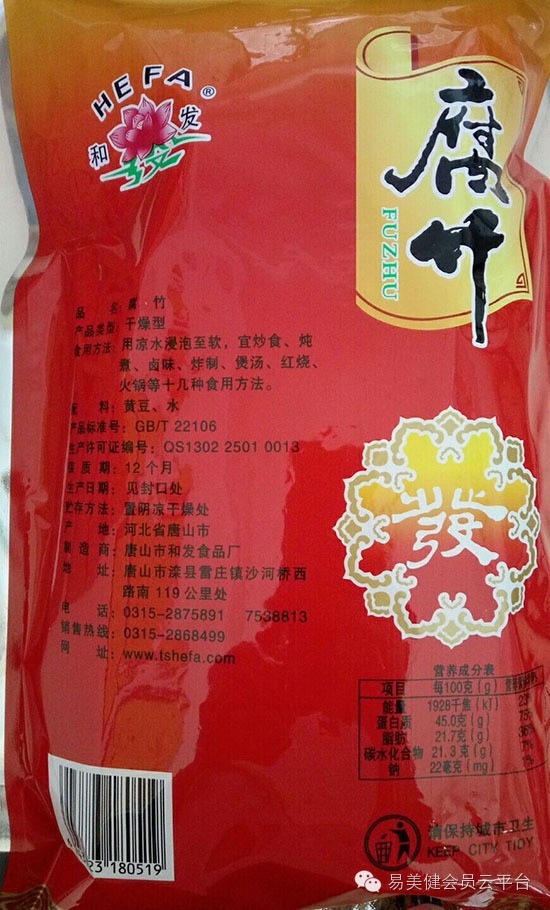 HEFA®
和发
腐竹
FUZHU
品 名: 腐 竹
产品类型: 干燥型
食用方法: 用凉水浸泡至软，宜炒食、炖
煮、卤味、炸制、煲汤、红烧、
火锅等十几种食用方法。
配 料: 黄豆、水
产品标准号: GB/T 22106
生产许可证编号: QS1302 2501 0013
保 质 期: 12个月
生产日期: 见封口处
贮存方法: 置阴凉干燥处
产 地: 河北省唐山市
制 造 商: 唐山市和发食品厂
地 址: 唐山市滦县雷庄镇沙河桥西
路南119公里处
电 话: 0315-2875891 7538813
销售热线: 0315-2868499
网 址: www.tshefa.com
發
营养成分表
项目 每100克(g)
能量 1928千焦(kj)
蛋白质 45.0克(g)
脂肪 21.7克(g)
碳水化合物 21.3克(g)
钠 22毫克(mg)
23 180519
请保持城市卫生
KEEP CITY TIDY
易美健会员云平台